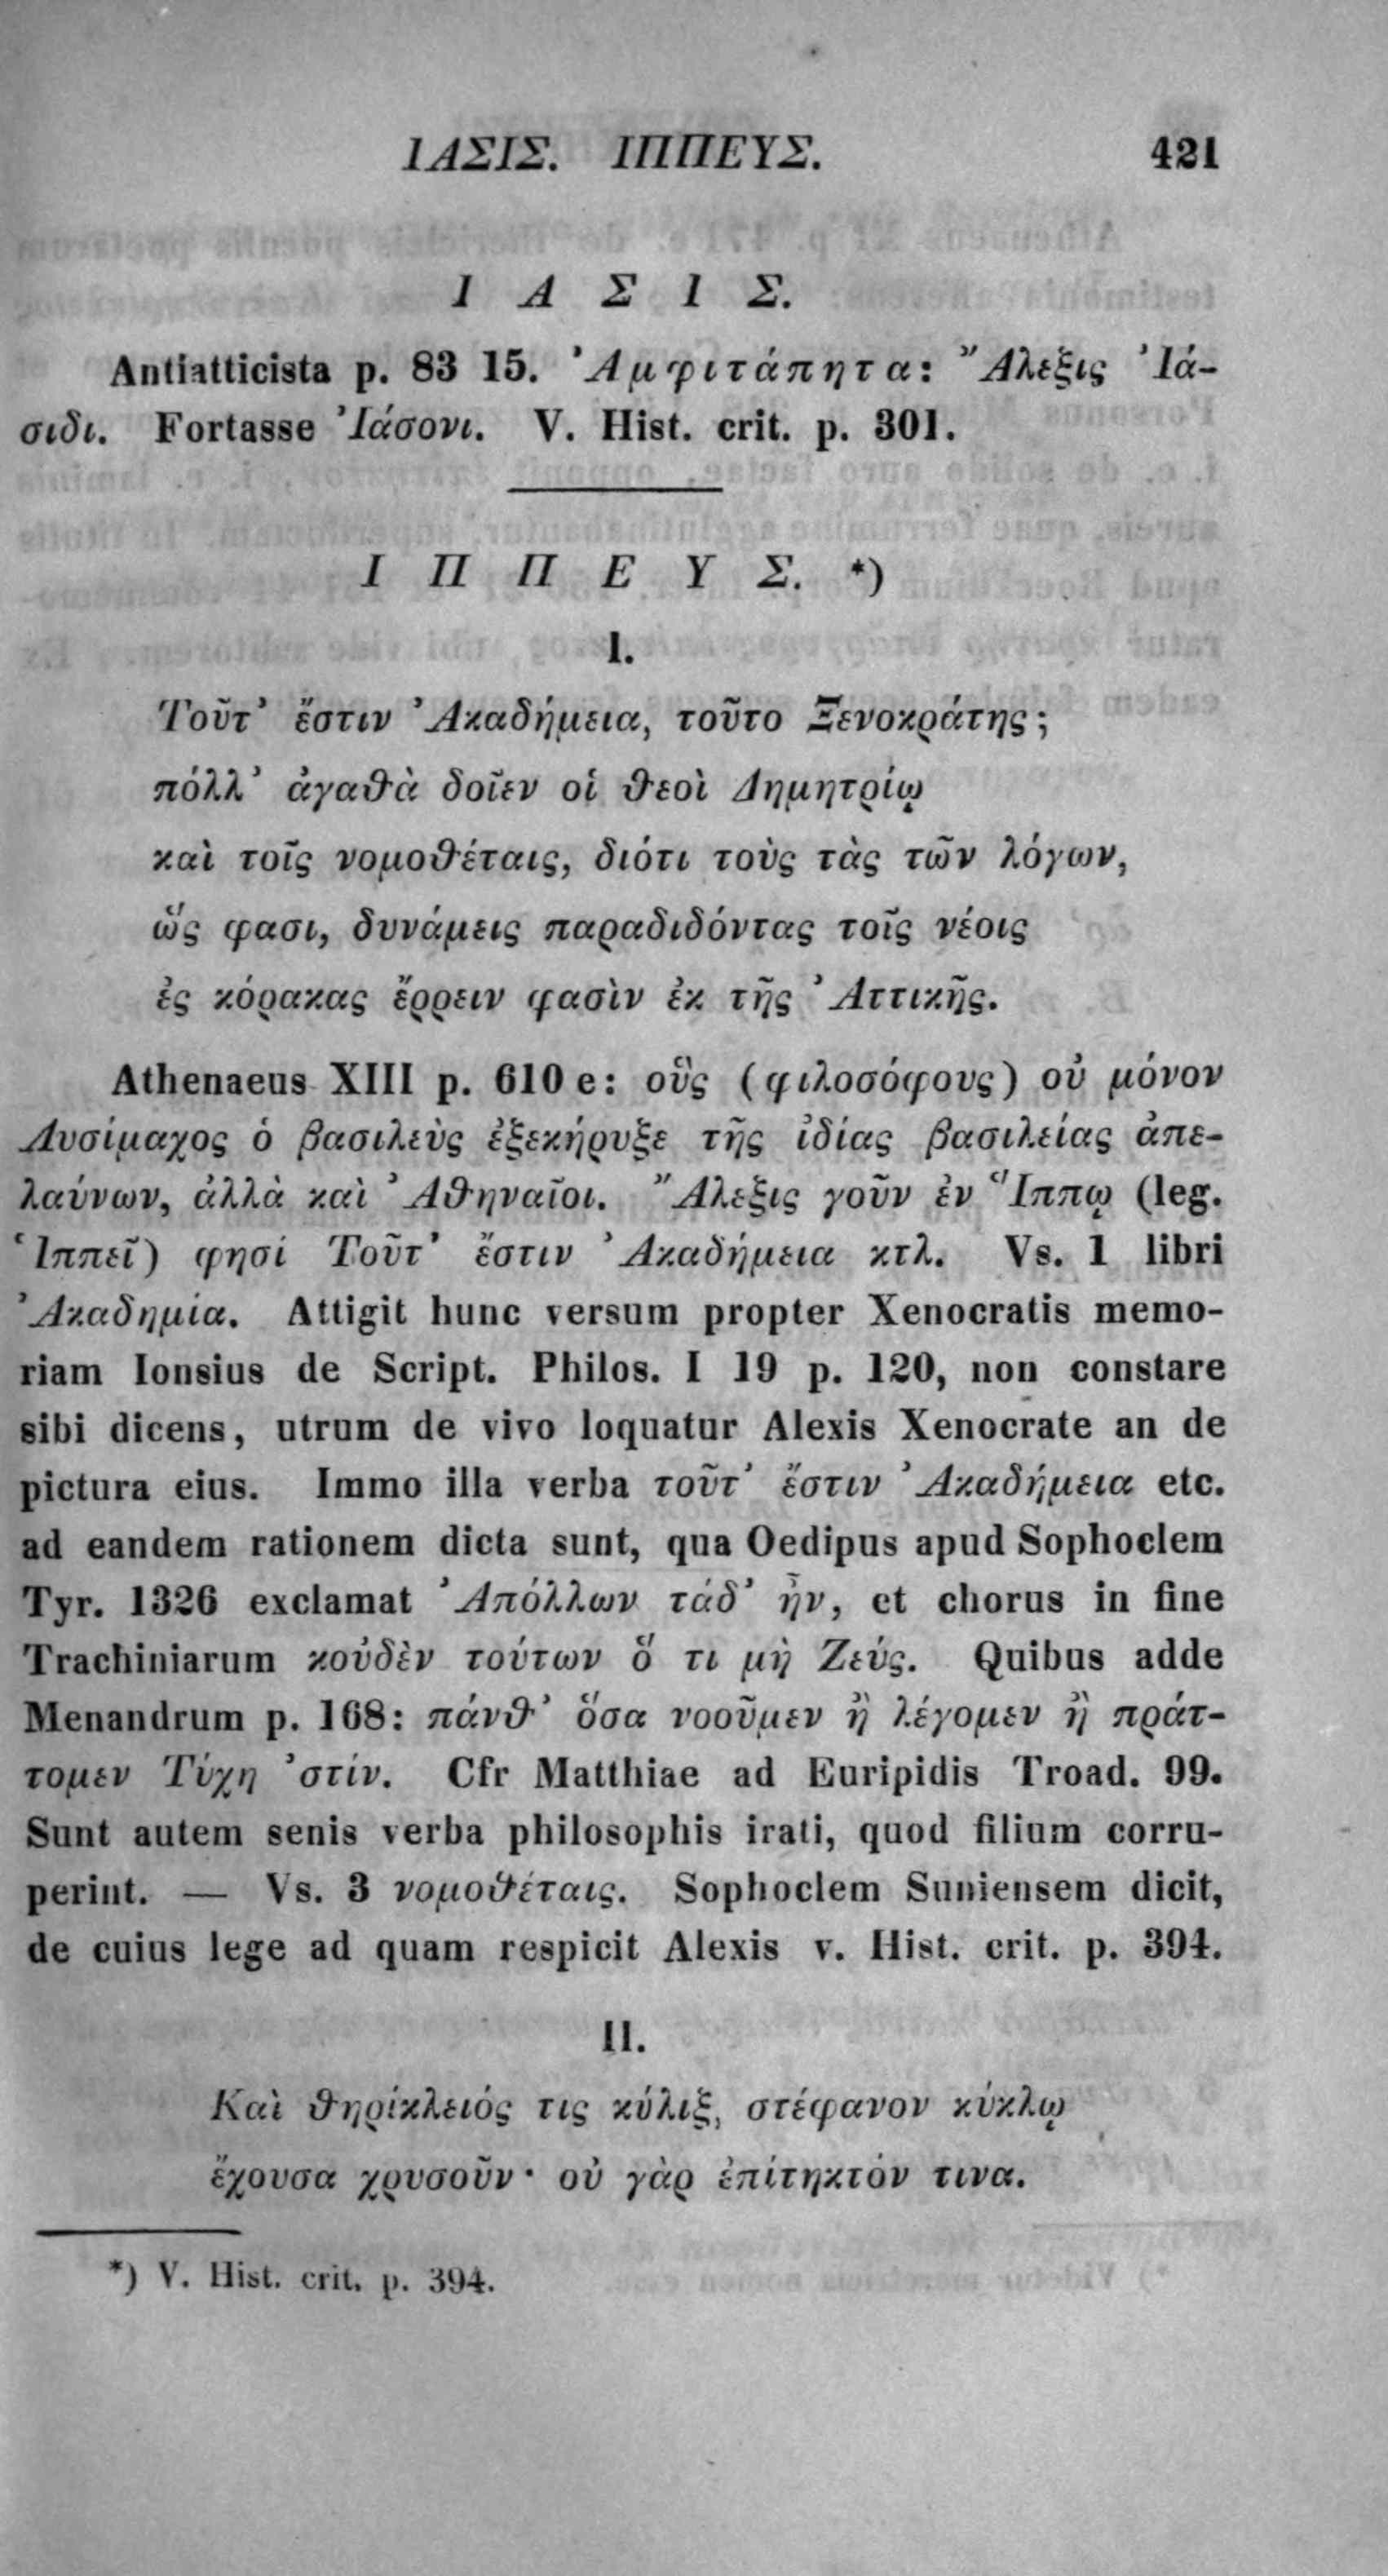 ΙΑΣΙΣ. ΙΠΠΕΥΣ. 421
Ι Α Σ Ι Σ.
Antiatticista p. 83 15. Ἀμφιτάπητα: Ἄλεξις Ἰά-
σιδι. Fortasse Ἰάσονι. V. Hist. crit. p. 301.
Ι Π Π Ε Υ Σ. *)
I.
Τοῦτ’ ἔστιν Ἀκαδήμεια, τοῦτο Ξενοκράτης;
πόλλ’ ἀγαθὰ δοῖεν οἱ θεοὶ Δημητρίῳ
καὶ τοῖς νομοθέταις, διότι τοὺς τὰς τῶν λόγων,
ὥς φασι, δυνάμεις παραδιδόντας τοῖς νέοις
ἐς κόρακας ἔρρειν φασὶν ἐκ τῆς Ἀττικῆς.
Athenaeus XIII p. 610 e: οὓς (φιλοσόφους) οὐ μόνον
Λυσίμαχος ὁ βασιλεὺς ἐξεκήρυξε τῆς ἰδίας βασιλείας ἀπε-
λαύνων, ἀλλὰ καὶ Ἀθηναῖοι. Ἄλεξις γοῦν ἐν Ἵππῳ (leg.
Ἱππεῖ) φησί Τοῦτ’ ἔστιν Ἀκαδήμεια κτλ. Vs. 1 libri
Ἀκαδημία. Attigit hunc versum propter Xenocratis memo-
riam Ionsius de Script. Philos. I 19 p. 120, non constare
sibi dicens, utrum de vivo loquatur Alexis Xenocrate an de
pictura eius. Immo illa verba τοῦτ’ ἔστιν Ἀκαδήμεια etc.
ad eandem rationem dicta sunt, qua Oedipus apud Sophoclem
Tyr. 1326 exclamat Ἀπόλλων τάδ’ ἦν, et chorus in fine
Trachiniarum κοὐδὲν τούτων ὅ τι μὴ Ζεύς. Quibus adde
Menandrum p. 168: πάνθ’ ὅσα νοοῦμεν ἢ λέγομεν ἢ πράτ-
τομεν Τύχη ’στίν. Cfr Matthiae ad Euripidis Troad. 99.
Sunt autem senis verba philosophis irati, quod filium corru-
perint. — Vs. 3 νομοθέταις. Sophoclem Suniensem dicit,
de cuius lege ad quam respicit Alexis v. Hist. crit. p. 394.
II.
Καὶ θηρίκλειός τις κύλιξ, στέφανον κύκλῳ
ἔχουσα χρυσοῦν· οὐ γὰρ ἐπίτηκτόν τινα.
*) V. Hist. crit. p. 394.